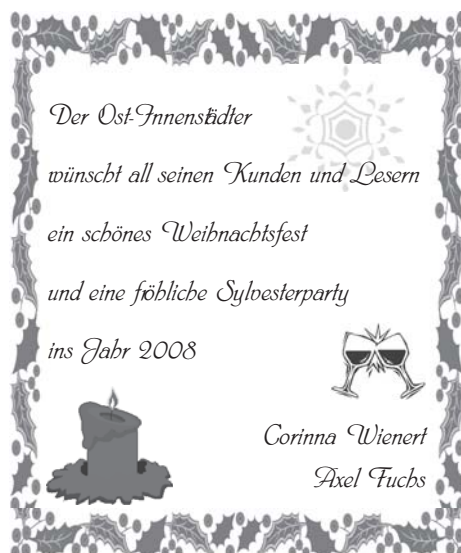 Der Ost-Innenstädter
wünscht all seinen Kunden und Lesern
ein schönes Weihnachtsfest
und eine fröhliche Sylvesterparty
ins Jahr 2008
Corinna Wienert
Axel Fuchs